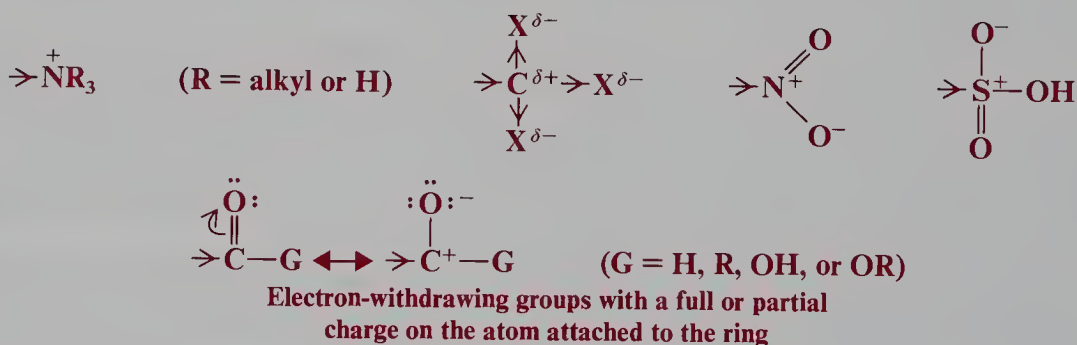 →N⁺R₃ (R = alkyl or H)
X^δ−
→C^δ+→X^δ−
X^δ−
O
→N⁺
O⁻
O⁻
→S⁺—OH
O
:Ö: :Ö:⁻
→C—G ↔ →C⁺—G (G = H, R, OH, or OR)
Electron-withdrawing groups with a full or partial
charge on the atom attached to the ring